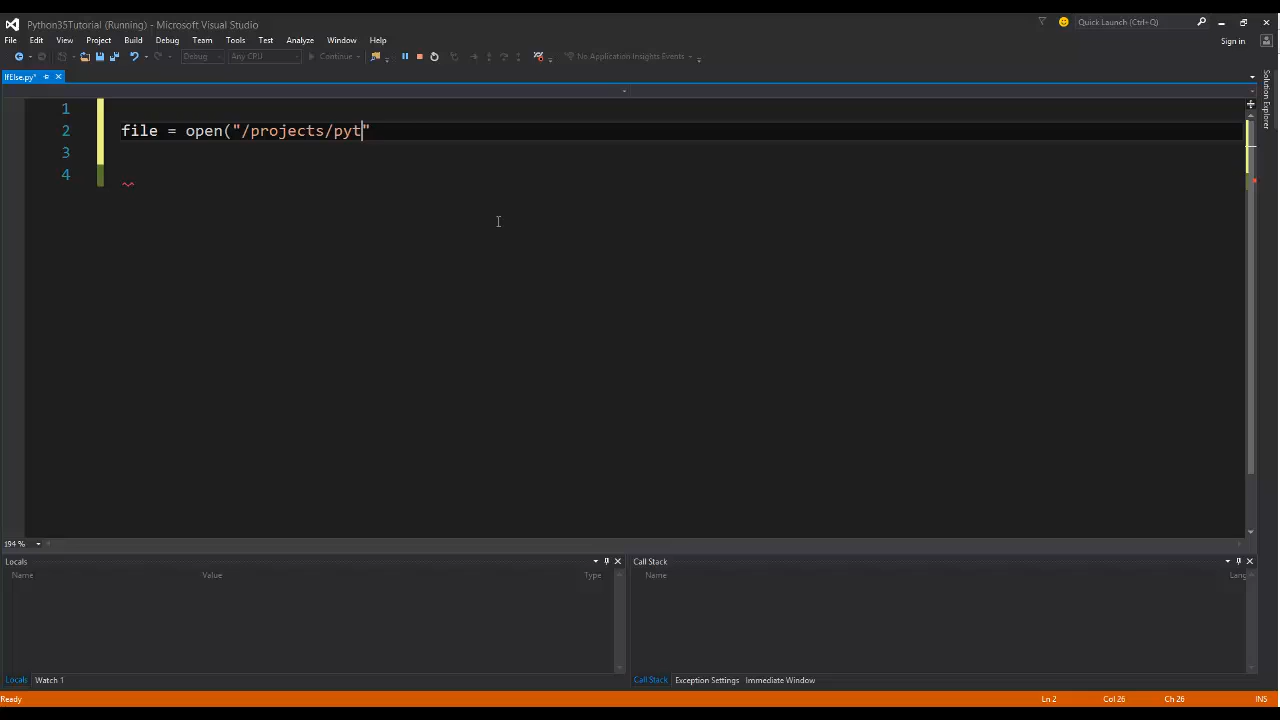 Python35Tutorial (Running) - Microsoft Visual Studio
Quick Launch (Ctrl+Q)
File Edit View Project Build Debug Team Tools Test Analyze Window Help
Sign in
Debug Any CPU Continue No Application Insights Events
IfElse.py*
Solution Explorer
1
2 file = open("/projects/pyt"
3
4
194 %
Locals
Name Value Type
Call Stack
Name Lang
Locals Watch 1
Call Stack Exception Settings Immediate Window
Ready Ln 2 Col 26 Ch 26 INS